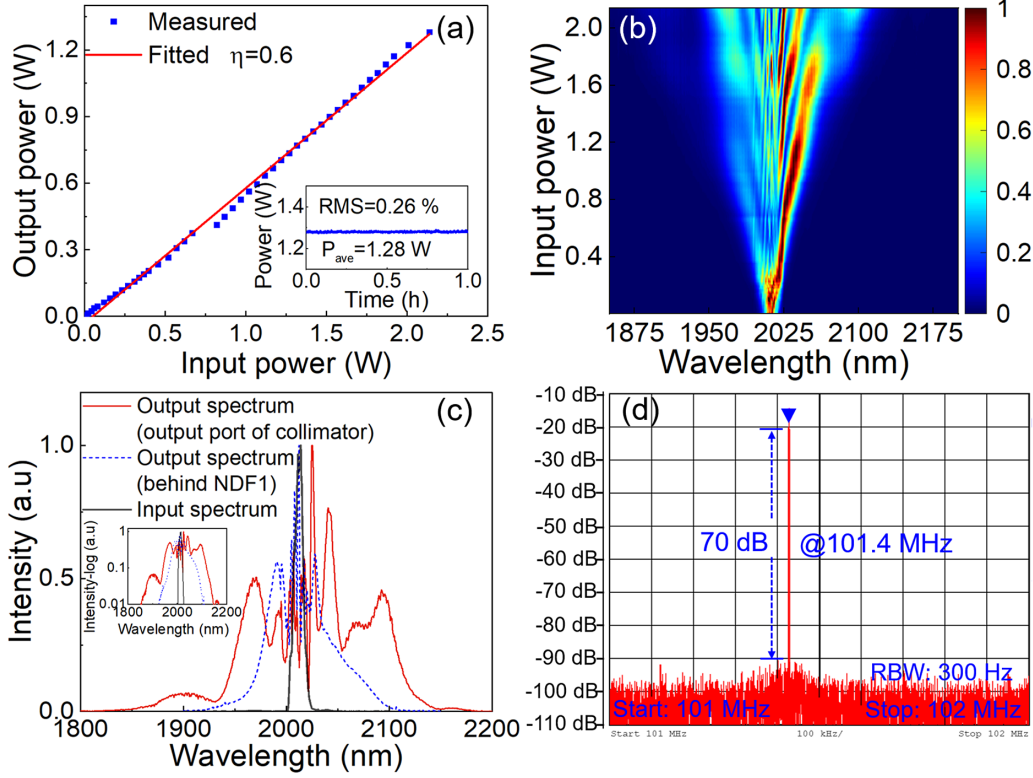 Measured
(a)
Fitted η=0.6
1.2
0.9
0.6
0.3
0.0
Output power (W)
0.0
0.5
1.0
1.5
2.0
2.5
Input power (W)
1.4
1.2
Power (W)
RMS=0.26 %
Pave=1.28 W
0.0
0.5
1.0
Time (h)
(b)
2.0
1.6
1.2
0.8
0.4
Input power (W)
1875
1950
2025
2100
2175
Wavelength (nm)
1
0.8
0.6
0.4
0.2
0
(c)
Output spectrum
(output port of collimator)
Output spectrum
(behind NDF1)
Input spectrum
1.0
0.5
0.0
Intensity (a.u)
1800
1900
2000
2100
2200
Wavelength (nm)
1
0.1
0.01
Intensity-log (a.u)
1800
2000
2200
Wavelength (nm)
(d)
-10 dB
-20 dB
-30 dB
-40 dB
-50 dB
-60 dB
-70 dB
-80 dB
-90 dB
-100 dB
-110 dB
70 dB
@101.4 MHz
RBW: 300 Hz
Start: 101 MHz
Stop: 102 MHz
Start 101 MHz
100 kHz/
Stop 102 MHz